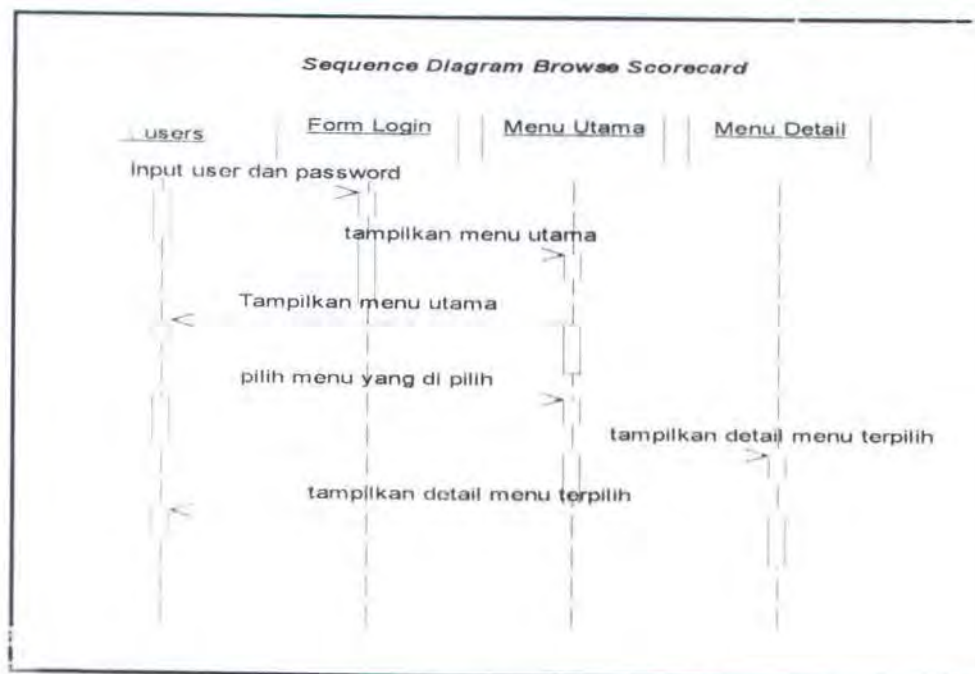 Sequence Diagram Browse Scorecard
: users
Form Login
Menu Utama
Menu Detail
Input user dan password
tampilkan menu utama
Tampilkan menu utama
pilih menu yang di pilih
tampilkan detail menu terpilih
tampilkan detail menu terpilih